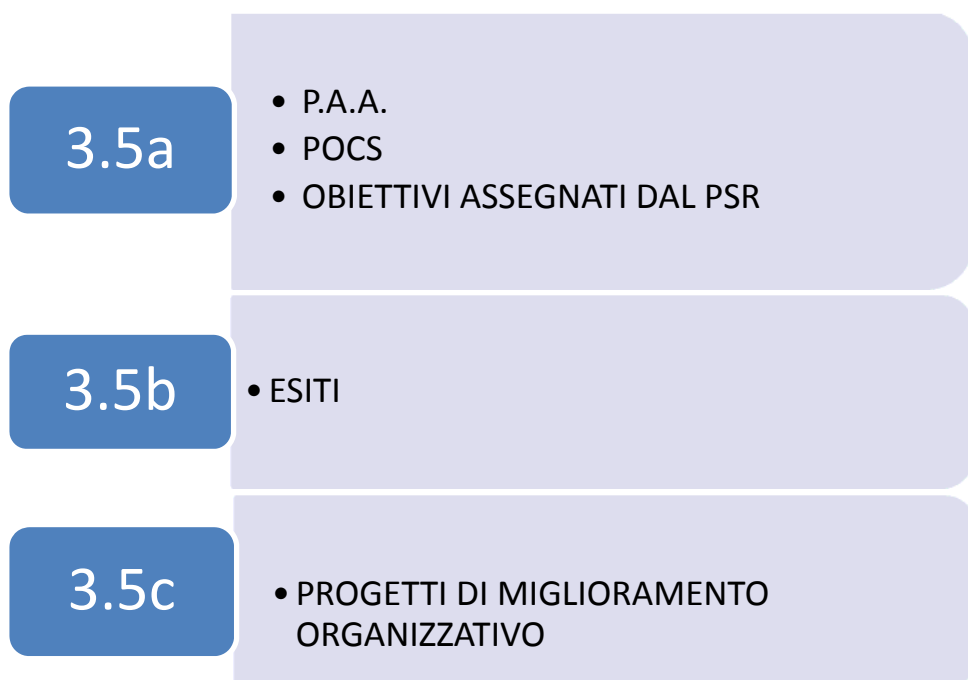 3.5a
• P.A.A.
• POCS
• OBIETTIVI ASSEGNATI DAL PSR
3.5b
• ESITI
3.5c
• PROGETTI DI MIGLIORAMENTO
ORGANIZZATIVO